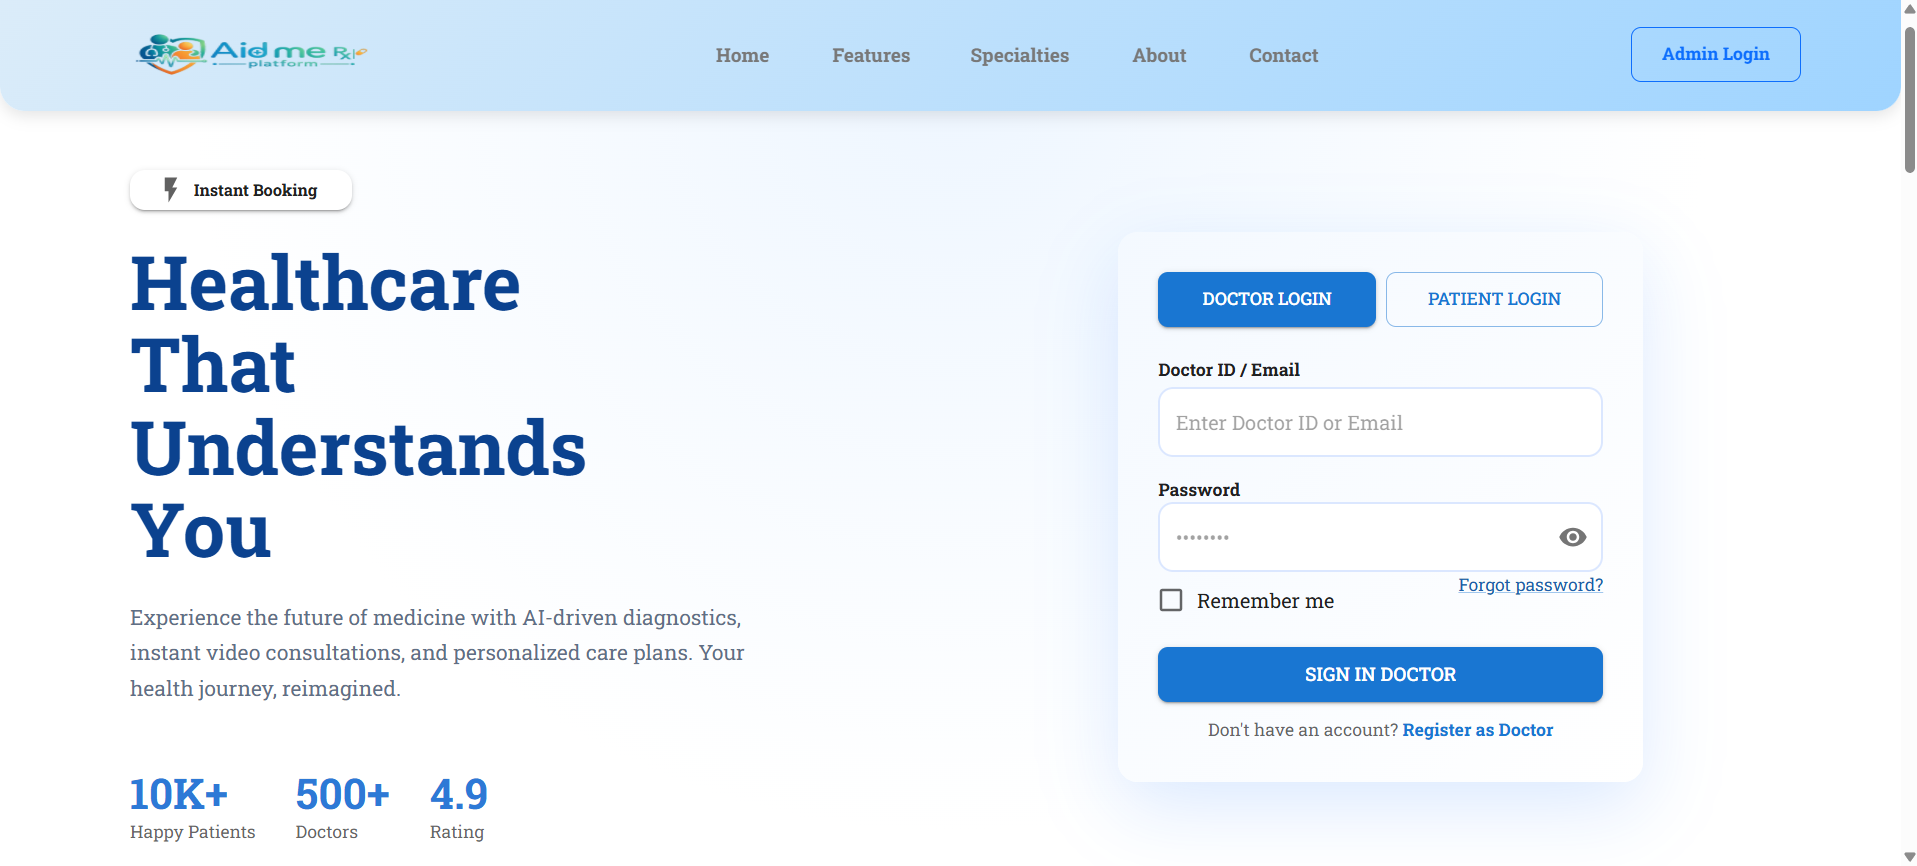 Aid me Rx
platform
Home
Features
Specialties
About
Contact
Admin Login
Instant Booking
Healthcare
That
Understands
You
Experience the future of medicine with AI-driven diagnostics,
instant video consultations, and personalized care plans. Your
health journey, reimagined.
10K+
Happy Patients
500+
Doctors
4.9
Rating
DOCTOR LOGIN
PATIENT LOGIN
Doctor ID / Email
Enter Doctor ID or Email
Password
••••••••
Forgot password?
Remember me
SIGN IN DOCTOR
Don't have an account? Register as Doctor